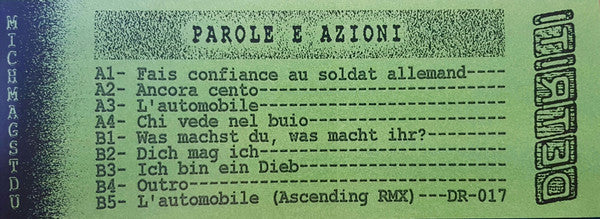 MICHMAGSTDU
PAROLE E AZIONI
A1- Fais confiance au soldat allemand----
A2- Ancora cento--------------------------
A3- L'automobile--------------------------
A4- Chi vede nel buio---------------------
B1- Was machst du, was macht ihr?---------
B2- Dich mag ich--------------------------
B3- Ich bin ein Dieb----------------------
B4- Outro---------------------------------
B5- L'automobile (Ascending RMX)---DR-017
DETRITI